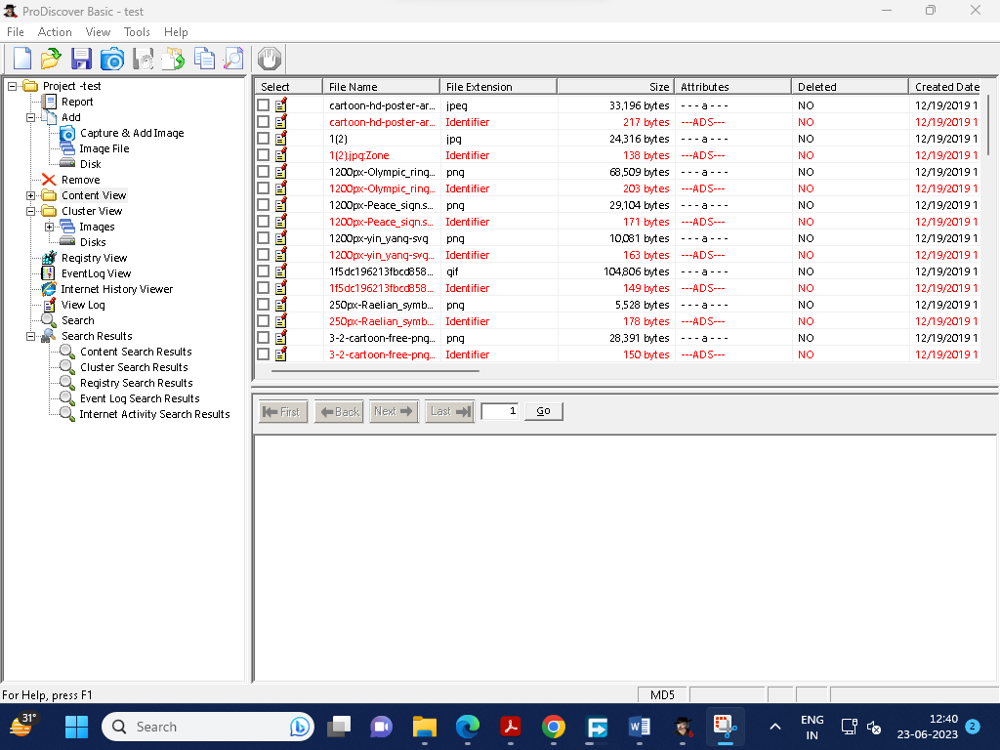 ProDiscover Basic - test
File Action View Tools Help
Project -test
Report
Add
Capture & Add Image
Image File
Disk
Remove
Content View
Cluster View
Images
Disks
Registry View
EventLog View
Internet History Viewer
View Log
Search
Search Results
Content Search Results
Cluster Search Results
Registry Search Results
Event Log Search Results
Internet Activity Search Results
Select File Name File Extension Size Attributes Deleted Created Date
cartoon-hd-poster-ar... jpeg 33,196 bytes - - - a - - - NO 12/19/2019 1
cartoon-hd-poster-ar... Identifier 217 bytes ---ADS--- NO 12/19/2019 1
1(2) jpg 24,316 bytes - - - a - - - NO 12/19/2019 1
1(2).jpg:Zone Identifier 138 bytes ---ADS--- NO 12/19/2019 1
1200px-Olympic_ring... png 68,509 bytes - - - a - - - NO 12/19/2019 1
1200px-Olympic_ring... Identifier 203 bytes ---ADS--- NO 12/19/2019 1
1200px-Peace_sign.s... png 29,104 bytes - - - a - - - NO 12/19/2019 1
1200px-Peace_sign.s... Identifier 171 bytes ---ADS--- NO 12/19/2019 1
1200px-yin_yang-svg png 10,081 bytes - - - a - - - NO 12/19/2019 1
1200px-yin_yang-svg... Identifier 163 bytes ---ADS--- NO 12/19/2019 1
1f5dc196213fbcd858... gif 104,806 bytes - - - a - - - NO 12/19/2019 1
1f5dc196213fbcd858... Identifier 149 bytes ---ADS--- NO 12/19/2019 1
250px-Raelian_symb... png 5,528 bytes - - - a - - - NO 12/19/2019 1
250px-Raelian_symb... Identifier 178 bytes ---ADS--- NO 12/19/2019 1
3-2-cartoon-free-png... png 28,391 bytes - - - a - - - NO 12/19/2019 1
3-2-cartoon-free-png... Identifier 150 bytes ---ADS--- NO 12/19/2019 1
First Back Next Last 1 Go
For Help, press F1 MD5
31° Search ENG IN 12:40 23-06-2023 2